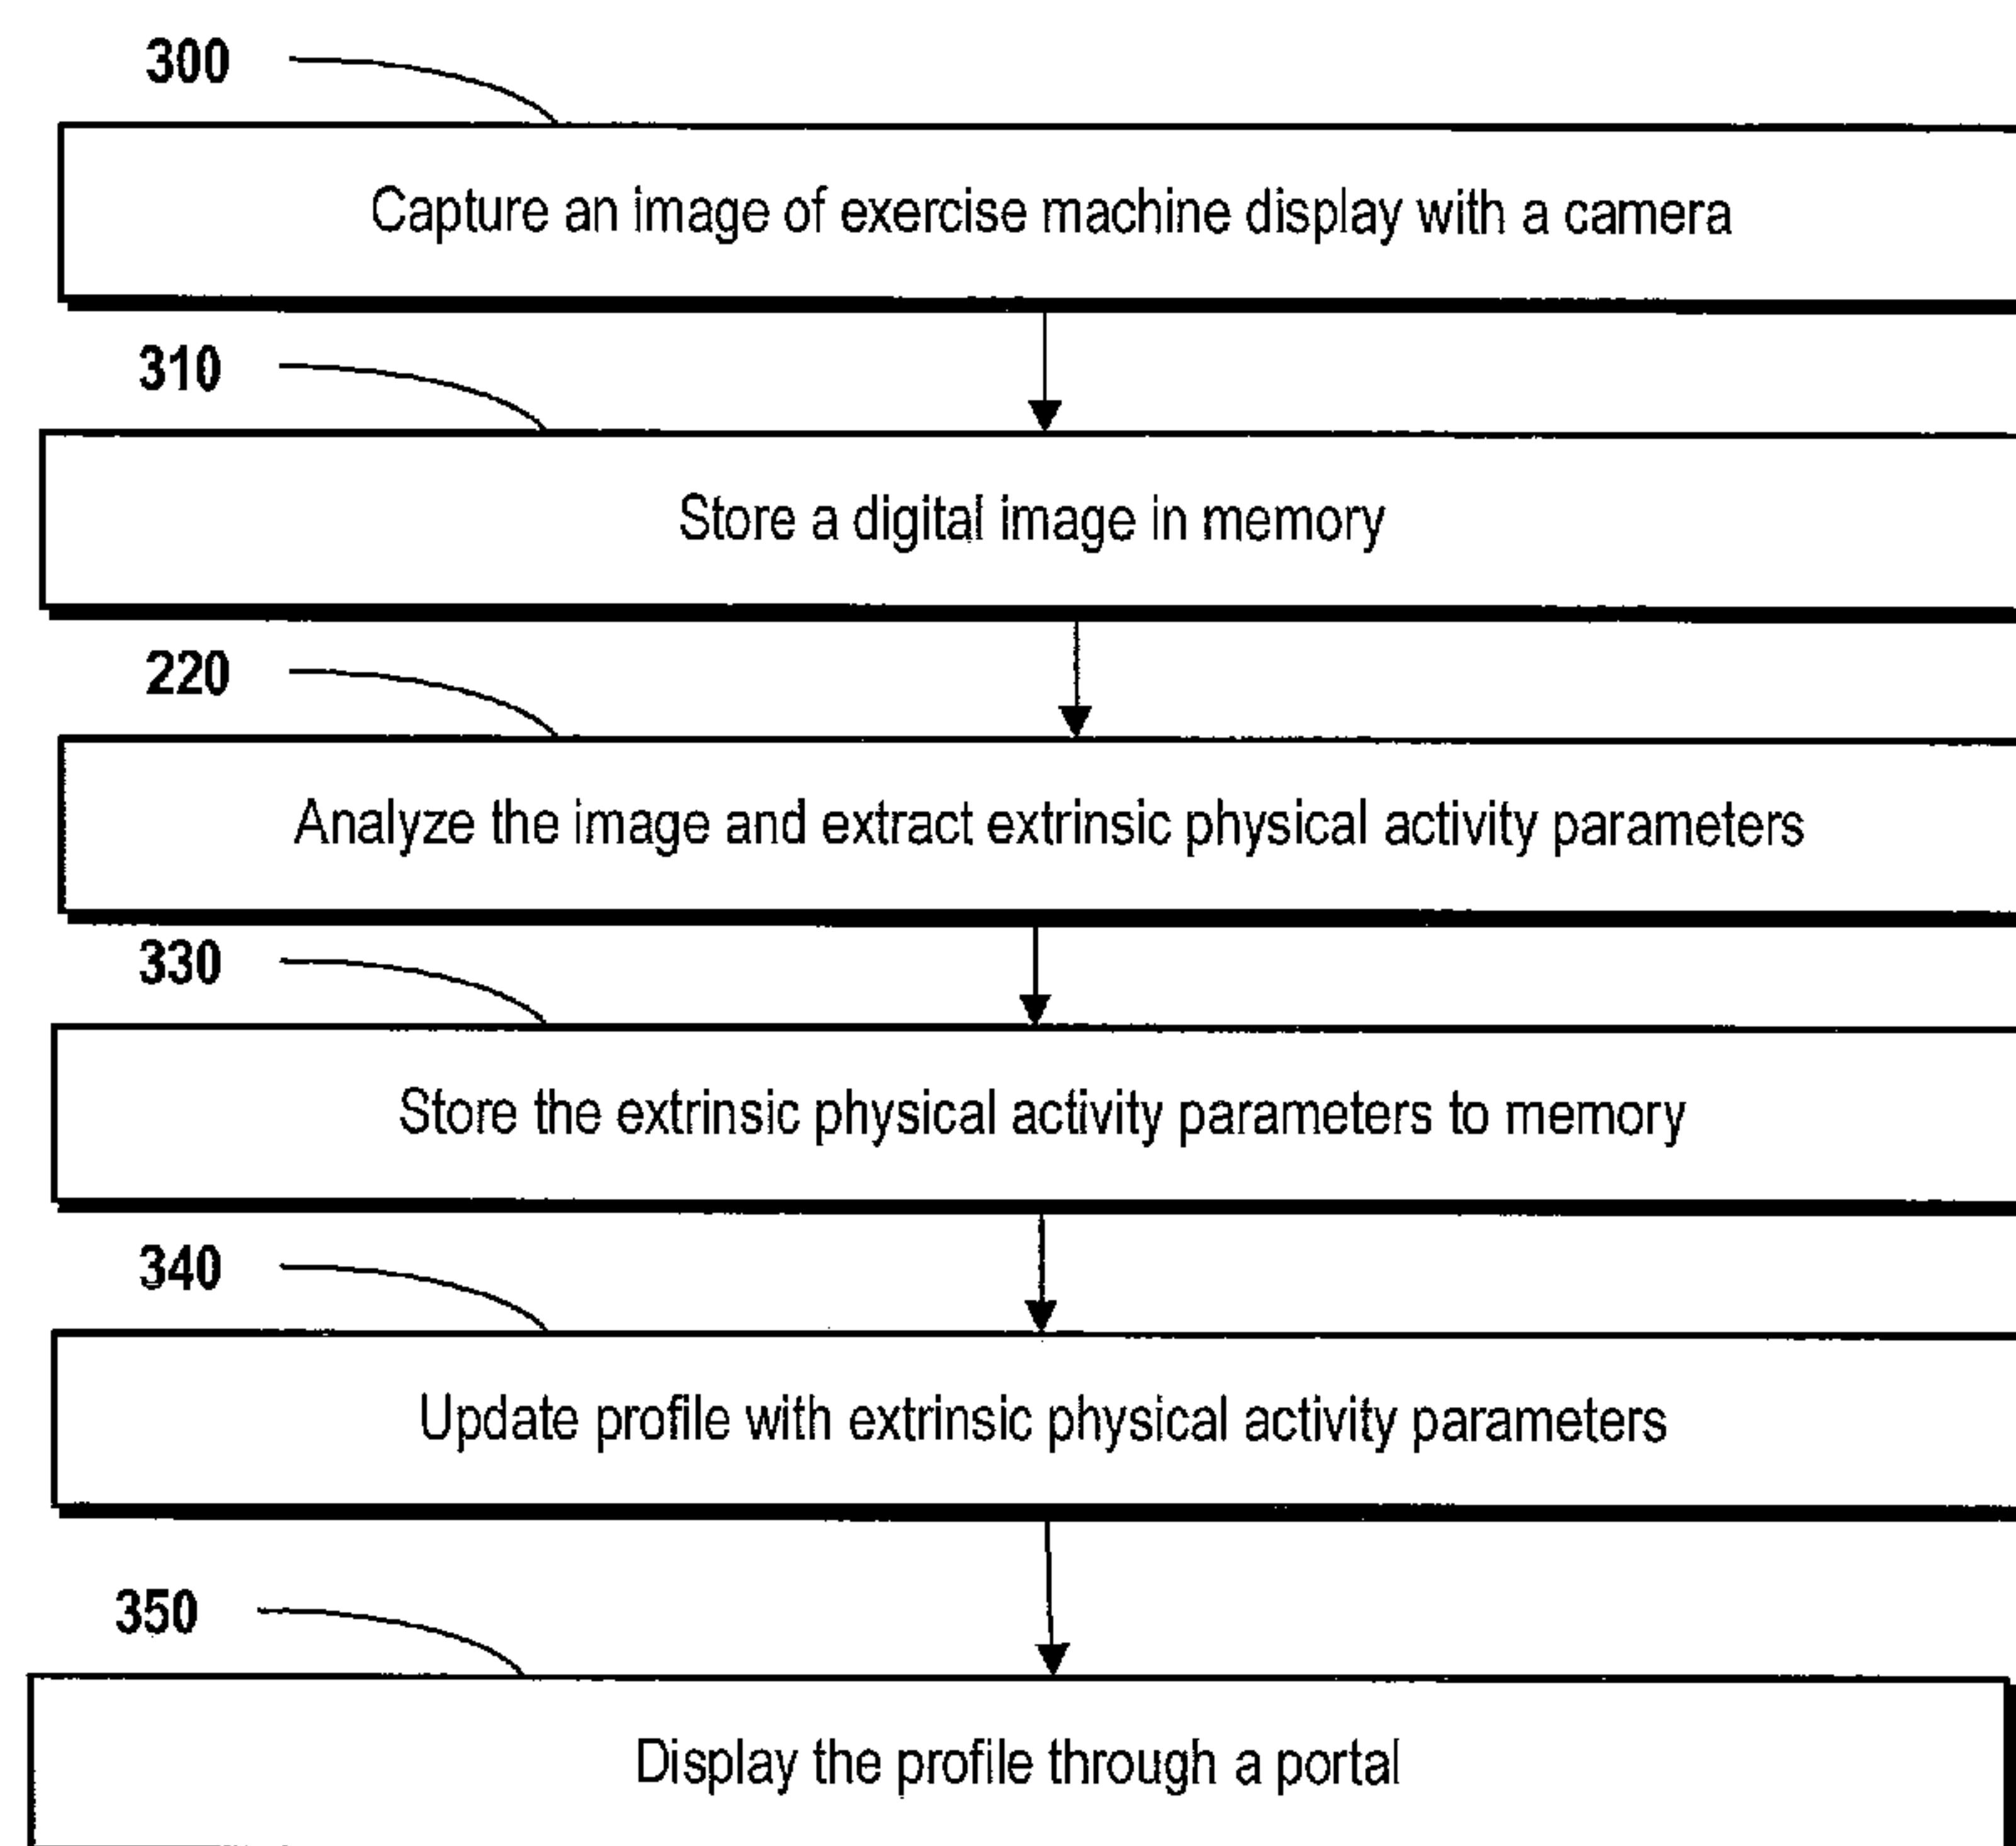 300
Capture an image of exercise machine display with a camera
310
Store a digital image in memory
220
Analyze the image and extract extrinsic physical activity parameters
330
Store the extrinsic physical activity parameters to memory
340
Update profile with extrinsic physical activity parameters
350
Display the profile through a portal